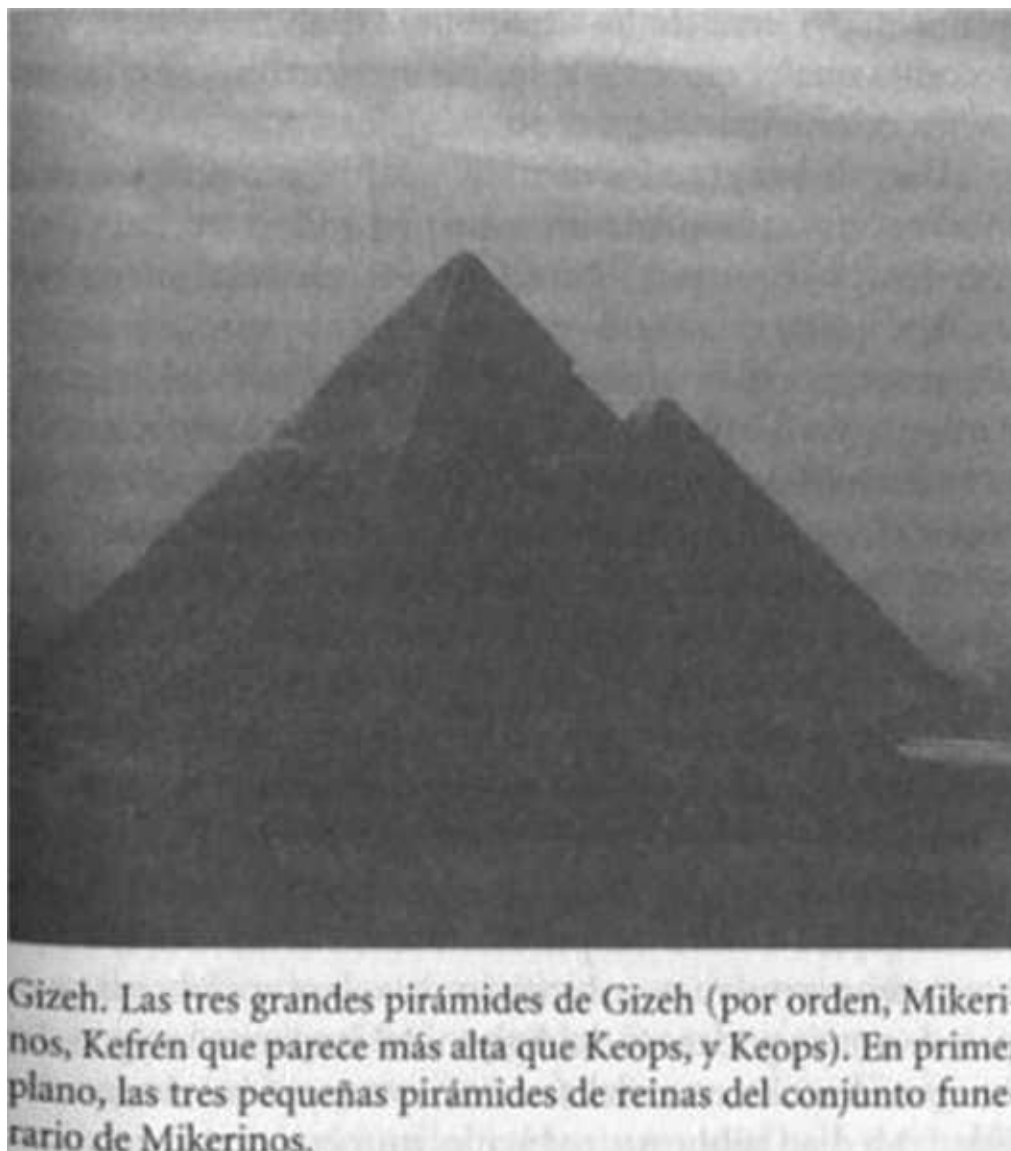 Gizeh. Las tres grandes pirámides de Gizeh (por orden, Mikeri-
nos, Kefrén que parece más alta que Keops, y Keops). En primer
plano, las tres pequeñas pirámides de reinas del conjunto fune-
rario de Mikerinos.